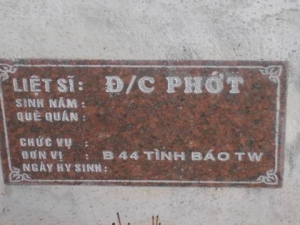 LIỆT SĨ: Đ/C PHỚT
SINH NĂM :
QUÊ QUÁN :
CHỨC VỤ :
ĐƠN VỊ : B 44 TÌNH BÁO TW
NGÀY HY SINH :